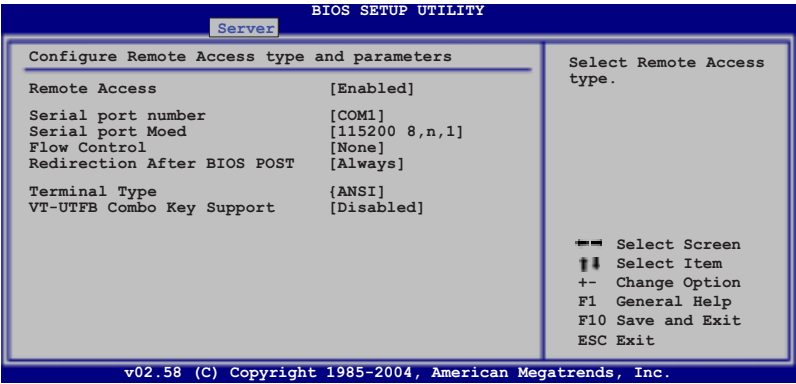 BIOS SETUP UTILITY
Server
Configure Remote Access type and parameters
Remote Access [Enabled]
Serial port number [COM1]
Serial port Moed [115200 8,n,1]
Flow Control [None]
Redirection After BIOS POST [Always]
Terminal Type {ANSI]
VT-UTFB Combo Key Support [Disabled]
Select Remote Access
type.
Select Screen
Select Item
+- Change Option
F1 General Help
F10 Save and Exit
ESC Exit
v02.58 (C) Copyright 1985-2004, American Megatrends, Inc.